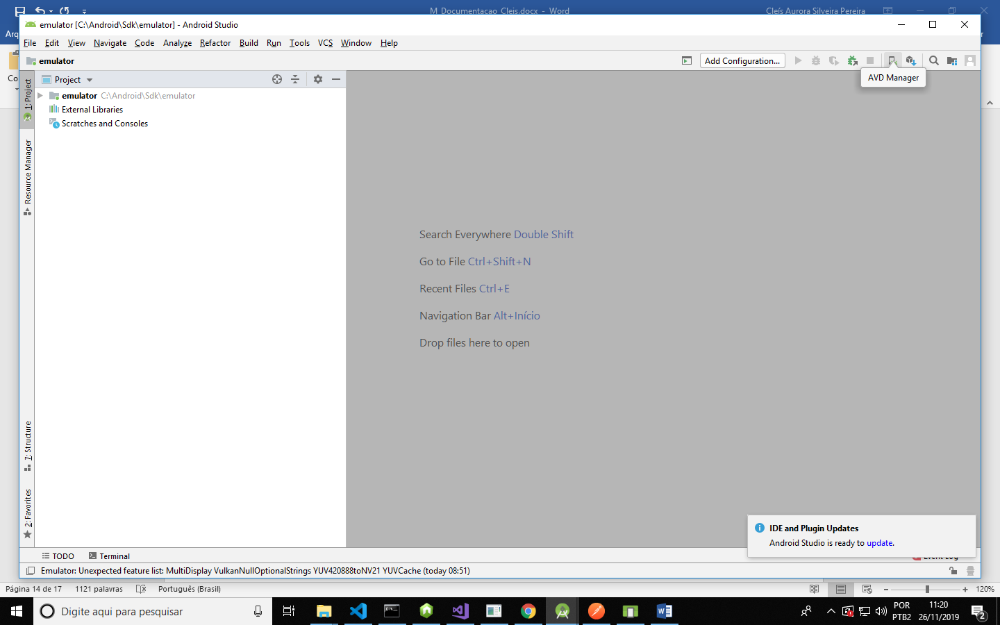 M_Documentacao_Cleis.docx - Word
Cleís Aurora Silveira Pereira
Arq
emulator [C:\Android\Sdk\emulator] - Android Studio
File Edit View Navigate Code Analyze Refactor Build Run Tools VCS Window Help
emulator
Add Configuration...
Co
AVD Manager
1: Project
Project
emulator C:\Android\Sdk\emulator
External Libraries
Scratches and Consoles
Resource Manager
Search Everywhere Double Shift
Go to File Ctrl+Shift+N
Recent Files Ctrl+E
Navigation Bar Alt+Início
Drop files here to open
7: Structure
2: Favorites
IDE and Plugin Updates
Android Studio is ready to update.
TODO Terminal
Event Log
Emulator: Unexpected feature list: MultiDisplay VulkanNullOptionalStrings YUV420888toNV21 YUVCache (today 08:51)
Página 14 de 17 1121 palavras Português (Brasil)
120%
Digite aqui para pesquisar
POR
PTB2
11:20
26/11/2019
2